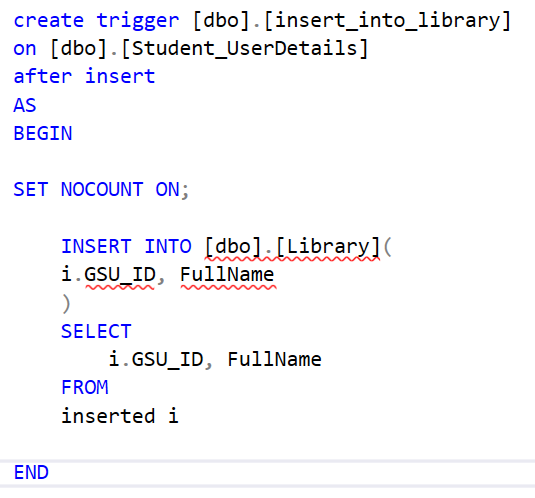 create trigger [dbo].[insert_into_library]
on [dbo].[Student_UserDetails]
after insert
AS
BEGIN
SET NOCOUNT ON;
INSERT INTO [dbo].[Library](
i.GSU_ID, FullName
)
SELECT
i.GSU_ID, FullName
FROM
inserted i
END